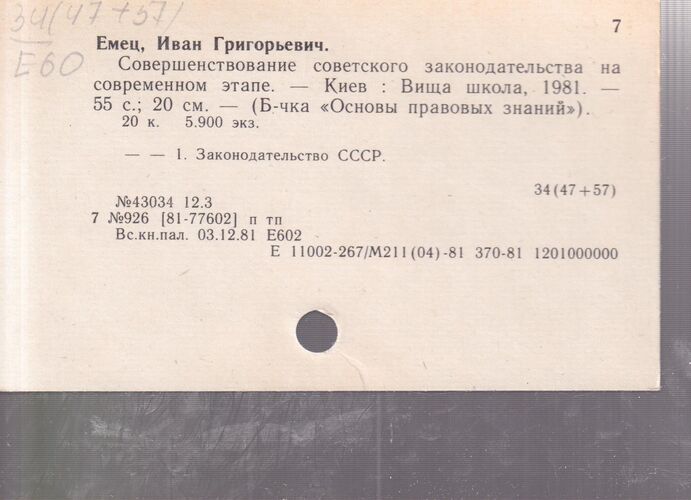 34(47+57)
Е60
7
Емец, Иван Григорьевич.
Совершенствование советского законодательства на
современном этапе. — Киев : Вища школа, 1981. —
55 с.; 20 см. — (Б-чка «Основы правовых знаний»).
20 к. 5.900 экз.
— — 1. Законодательство СССР.
34(47+57)
№43034 12.3
7 №926 [81-77602] п тп
Вс.кн.пал. 03.12.81 Е602
Е 11002-267/М211(04)-81 370-81 1201000000